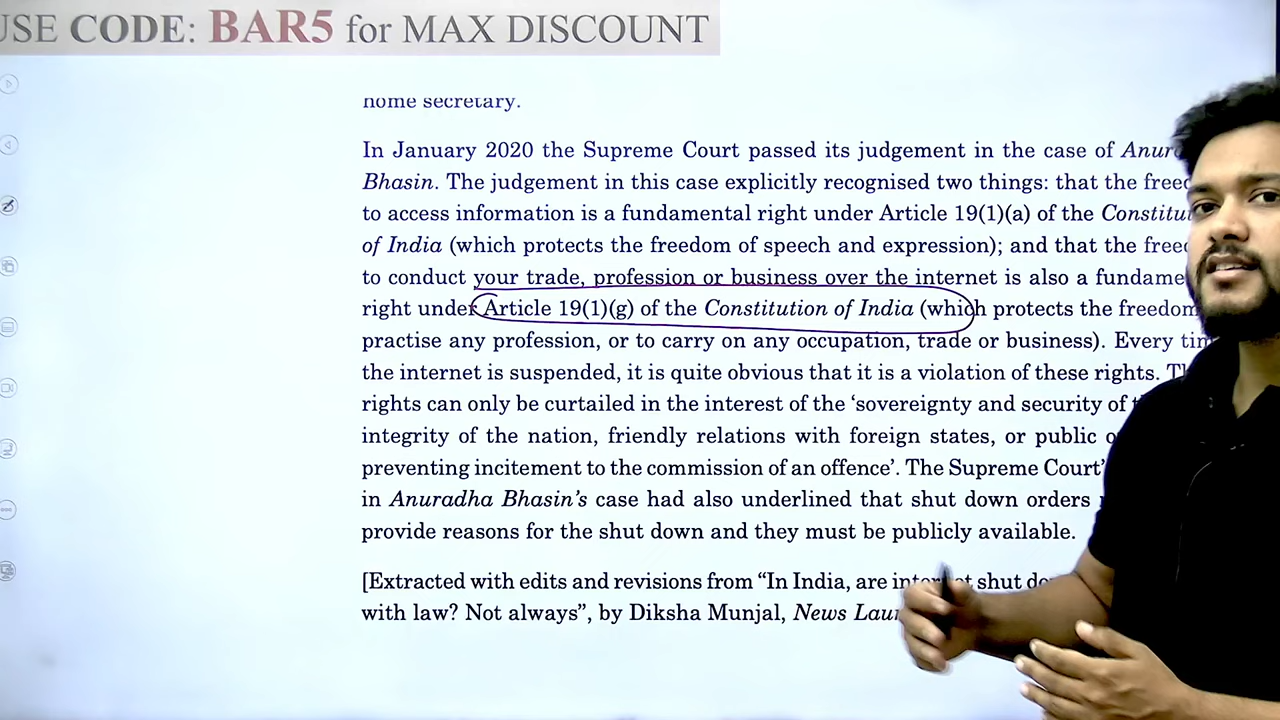 USE CODE: BAR5 for MAX DISCOUNT
home secretary.
In January 2020 the Supreme Court passed its judgement in the case of
Bhasin. The judgement in this case explicitly recognised two things: that the
to access information is a fundamental right under Article 19(1)(a) of the
of India (which protects the freedom of speech and expression); and that the
to conduct your trade, profession or business over the internet is also a
right under Article 19(1)(g) of the Constitution of India (which protects the freedom
practise any profession, or to carry on any occupation, trade or business). Every
the internet is suspended, it is quite obvious that it is a violation of these rights.
rights can only be curtailed in the interest of the ‘sovereignty and security of
integrity of the nation, friendly relations with foreign states, or public
preventing incitement to the commission of an offence’. The Supreme Court’
in Anuradha Bhasin’s case had also underlined that shut down orders
provide reasons for the shut down and they must be publicly available.
[Extracted with edits and revisions from “In India, are internet shut
with law? Not always”, by Diksha Munjal, News